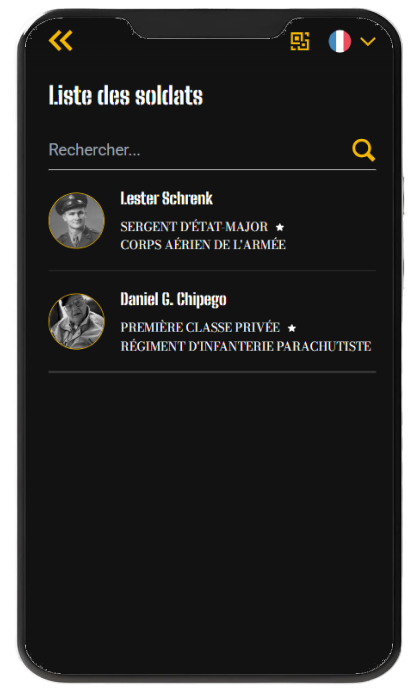 Liste des soldats
Rechercher...
Lester Schrenk
SERGENT D'ÉTAT-MAJOR ★
CORPS AÉRIEN DE L'ARMÉE
Daniel G. Chipego
PREMIÈRE CLASSE PRIVÉE ★
RÉGIMENT D'INFANTERIE PARACHUTISTE